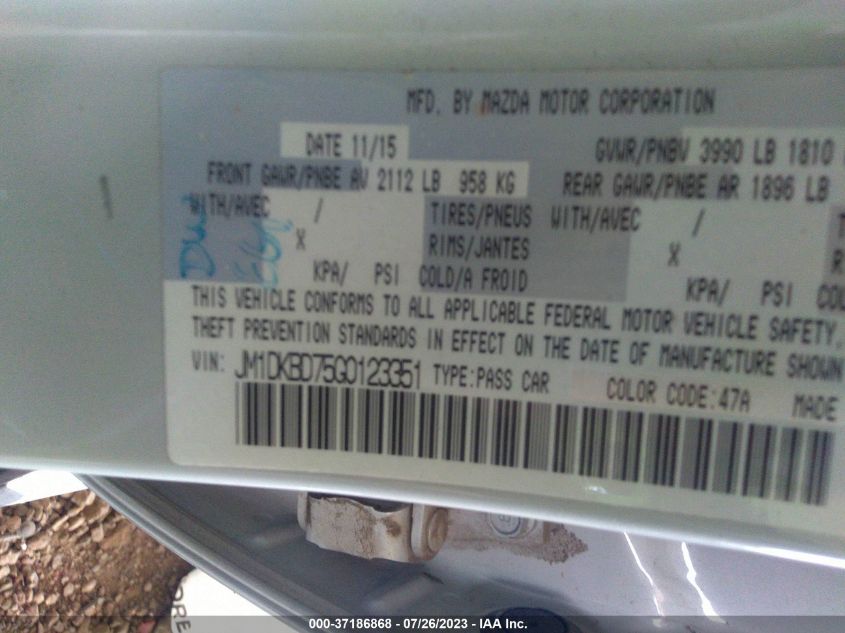 MFD. BY MAZDA MOTOR CORPORATION
DATE 11/15 GVWR/PNBV 3990 LB 1810
FRONT GAWR/PNBE AV 2112 LB 958 KG REAR GAWR/PNBE AR 1896 LB
WITH/AVEC / TIRES/PNEUS WITH/AVEC /
X RIMS/JANTES X
KPA/ PSI COLD/A FROID KPA/ PSI
THIS VEHICLE CONFORMS TO ALL APPLICABLE FEDERAL MOTOR VEHICLE SAFETY,
THEFT PREVENTION STANDARDS IN EFFECT ON THE DATE OF MANUFACTURE SHOWN
VIN: JM1DKBD75G0123351 TYPE:PASS CAR COLOR CODE:47A MADE
000-37186868 - 07/26/2023 - IAA Inc.